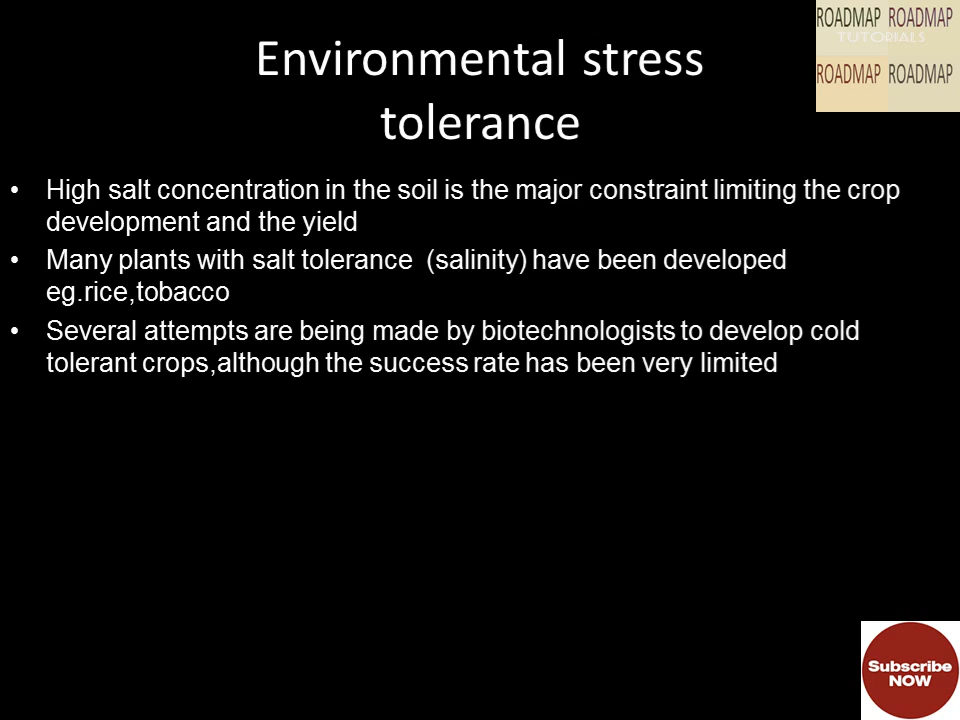 ROADMAP ROADMAP
TUTORIALS
ROADMAP ROADMAP
Environmental stress
tolerance
• High salt concentration in the soil is the major constraint limiting the crop
development and the yield
• Many plants with salt tolerance (salinity) have been developed
eg.rice,tobacco
• Several attempts are being made by biotechnologists to develop cold
tolerant crops,although the success rate has been very limited
Subscribe
NOW